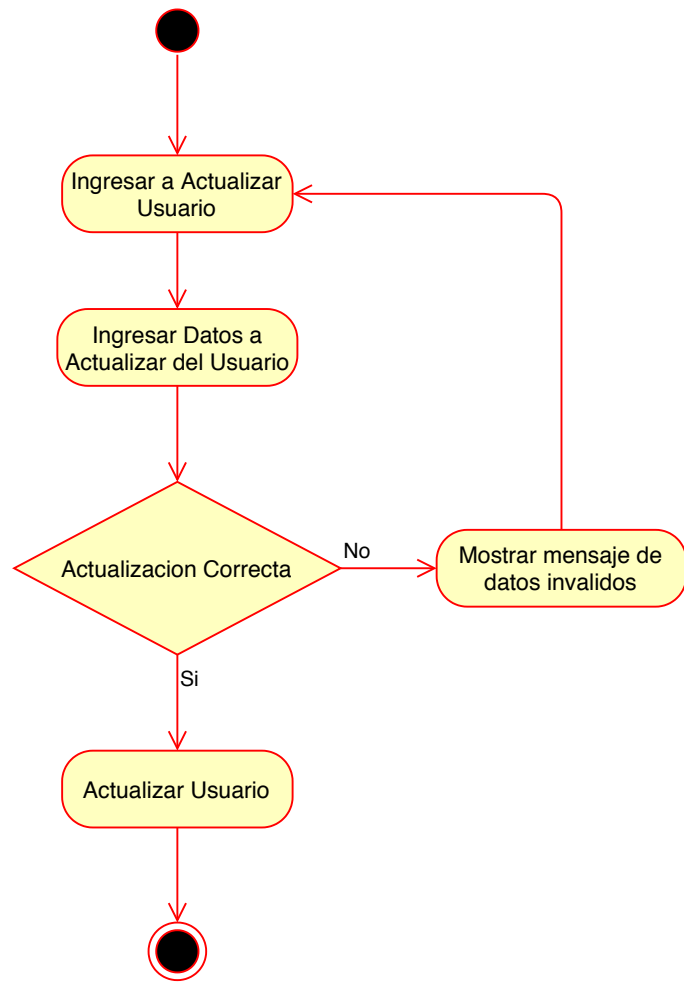 Ingresar a Actualizar
Usuario
Ingresar Datos a
Actualizar del Usuario
Actualizacion Correcta
No
Mostrar mensaje de
datos invalidos
Si
Actualizar Usuario